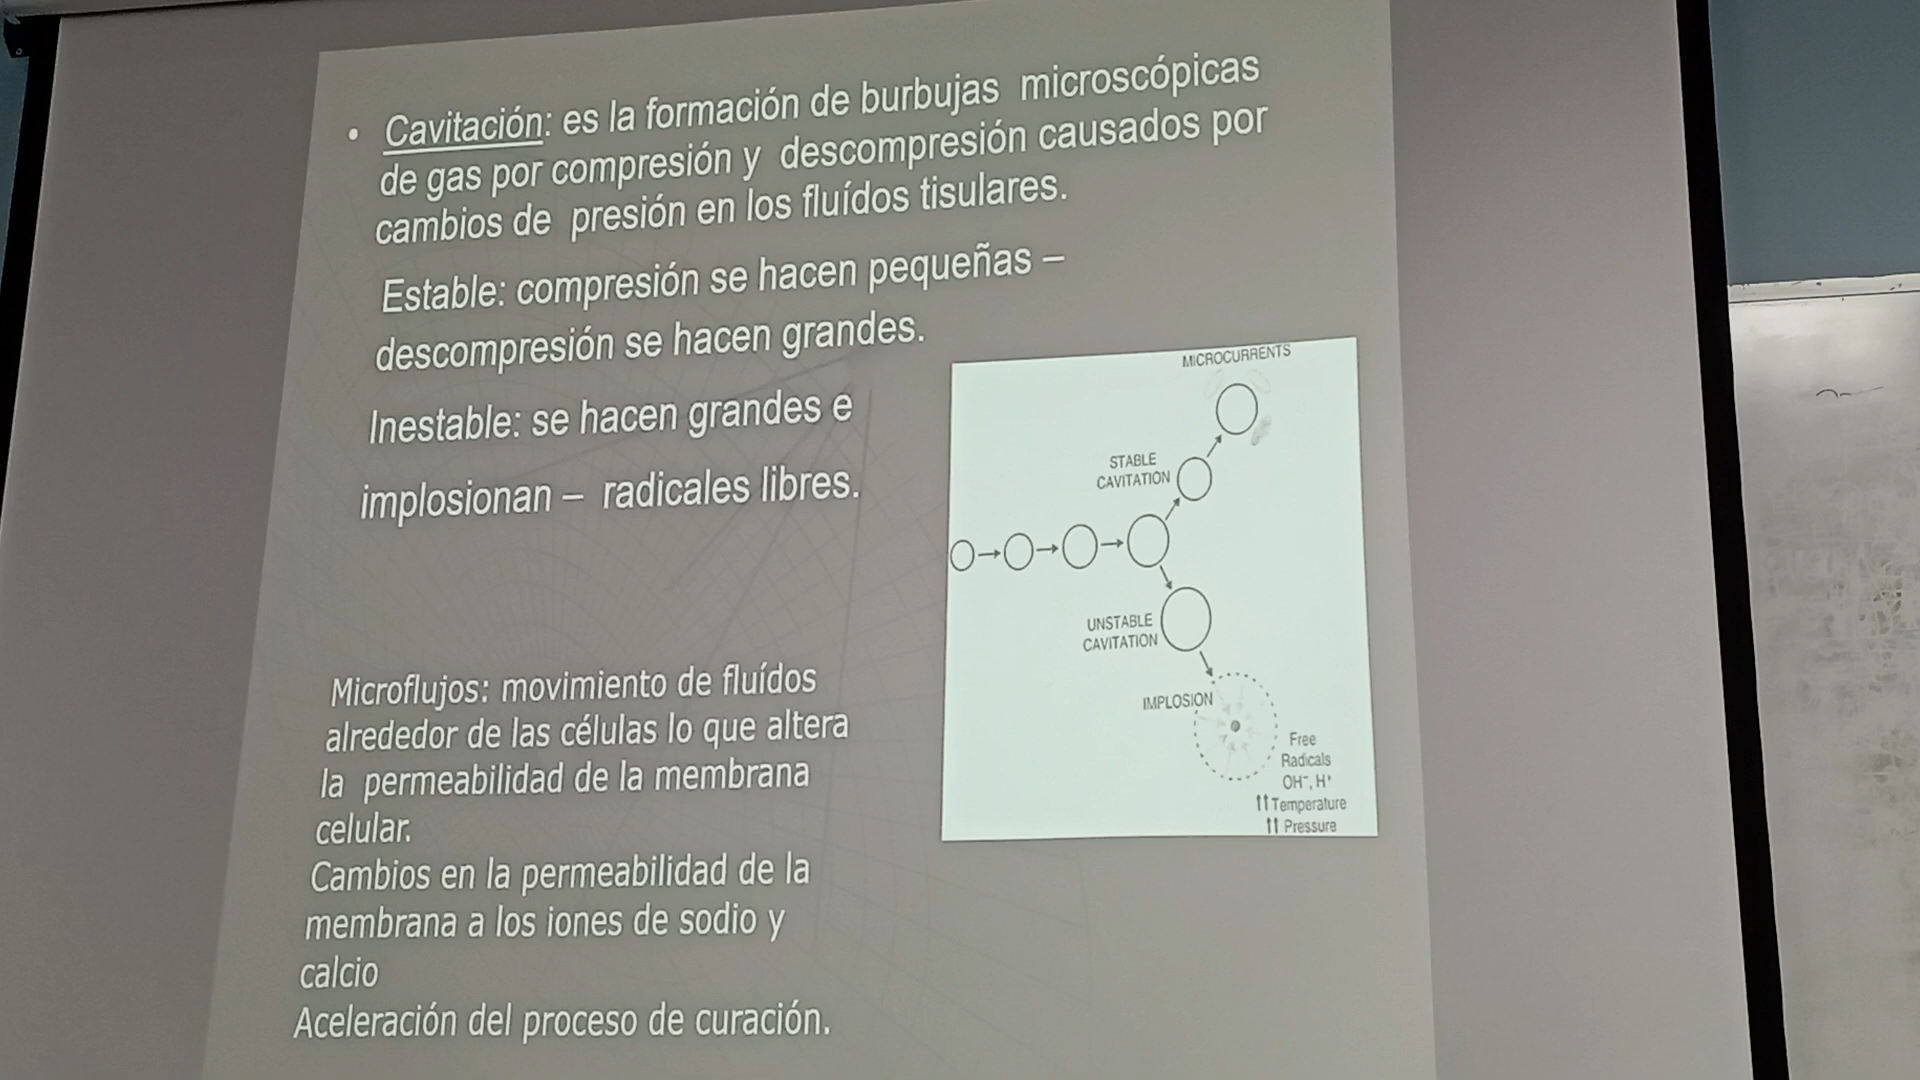 • Cavitación: es la formación de burbujas microscópicas
de gas por compresión y descompresión causados por
cambios de presión en los fluídos tisulares.
Estable: compresión se hacen pequeñas –
descompresión se hacen grandes.
Inestable: se hacen grandes e
implosionan – radicales libres.
MICROCURRENTS
STABLE
CAVITATION
UNSTABLE
CAVITATION
IMPLOSION
Free
Radicals
OH⁻, H⁺
↑↑ Temperature
↑↑ Pressure
Microflujos: movimiento de fluídos
alrededor de las células lo que altera
la permeabilidad de la membrana
celular.
Cambios en la permeabilidad de la
membrana a los iones de sodio y
calcio
Aceleración del proceso de curación.